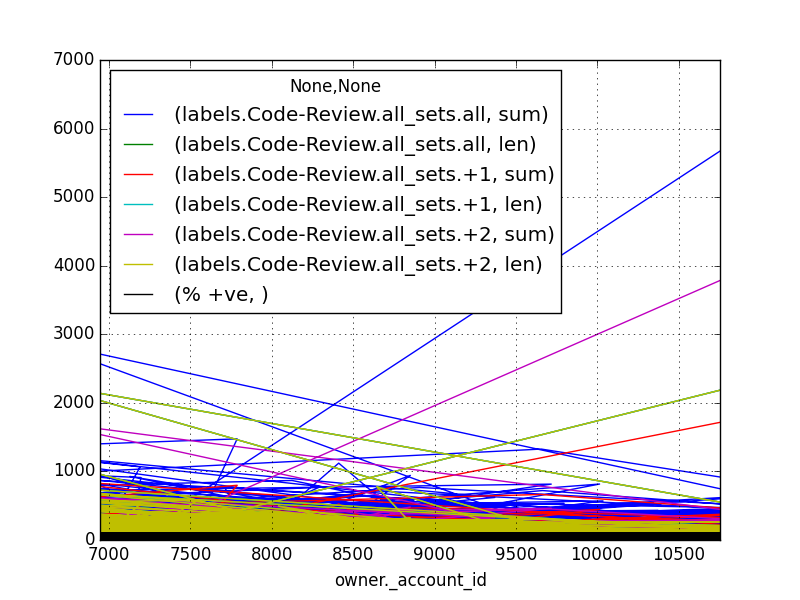 7000
6000
5000
4000
3000
2000
1000
0
None,None
(labels.Code-Review.all_sets.all, sum)
(labels.Code-Review.all_sets.all, len)
(labels.Code-Review.all_sets.+1, sum)
(labels.Code-Review.all_sets.+1, len)
(labels.Code-Review.all_sets.+2, sum)
(labels.Code-Review.all_sets.+2, len)
(% +ve, )
7000 7500 8000 8500 9000 9500 10000 10500
owner._account_id